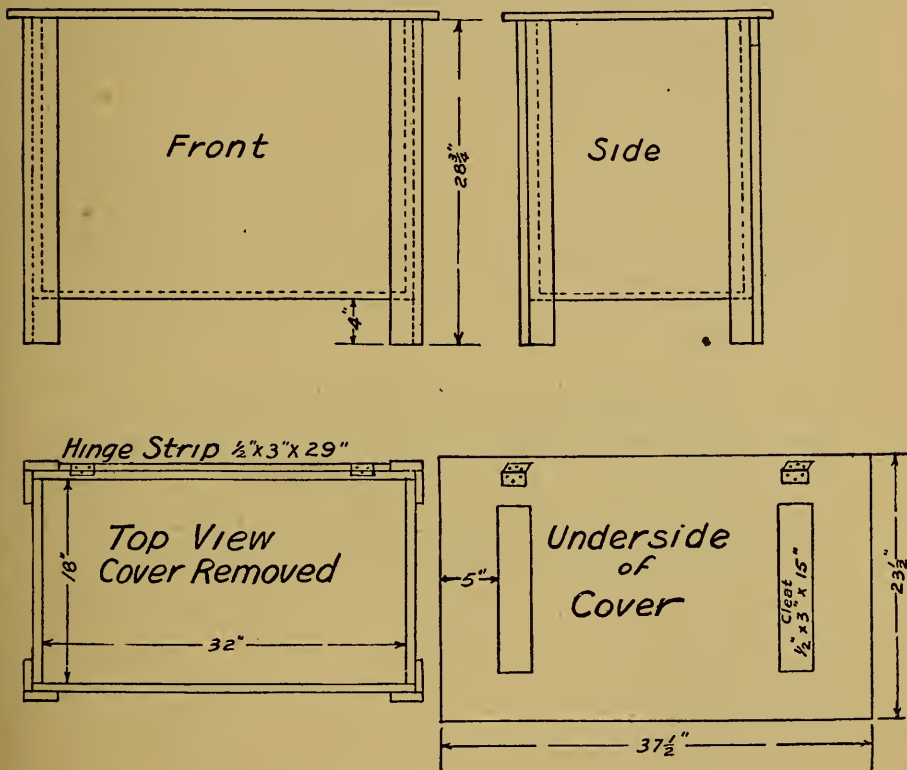 Front
28¾"
4"
Side
Hinge Strip ½"x3"x29"
Top View
Cover Removed
18"
32"
Underside
of
Cover
5"
Cleat
½"x3"x15"
23½"
37½"